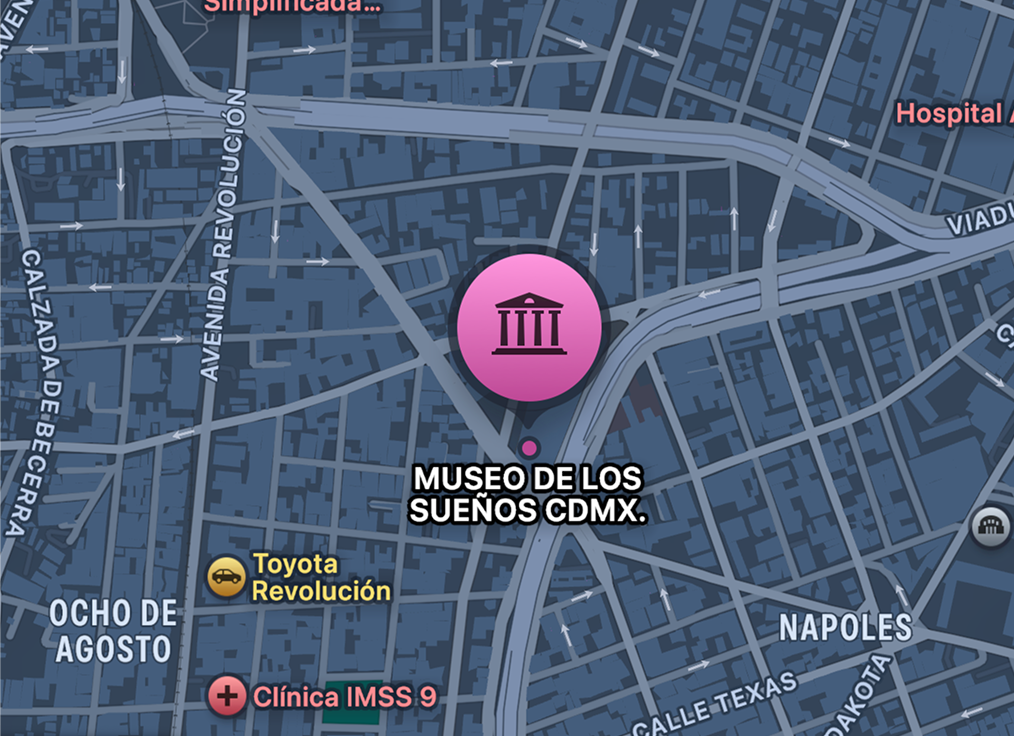 Simplificada…
AVEN
Hospital
AVENIDA REVOLUCIÓN
VIADU
CALZADA DE BECERRA
MUSEO DE LOS
SUEÑOS CDMX.
Toyota
Revolución
OCHO DE
AGOSTO
NAPOLES
Clínica IMSS 9
CALLE TEXAS
DAKOTA